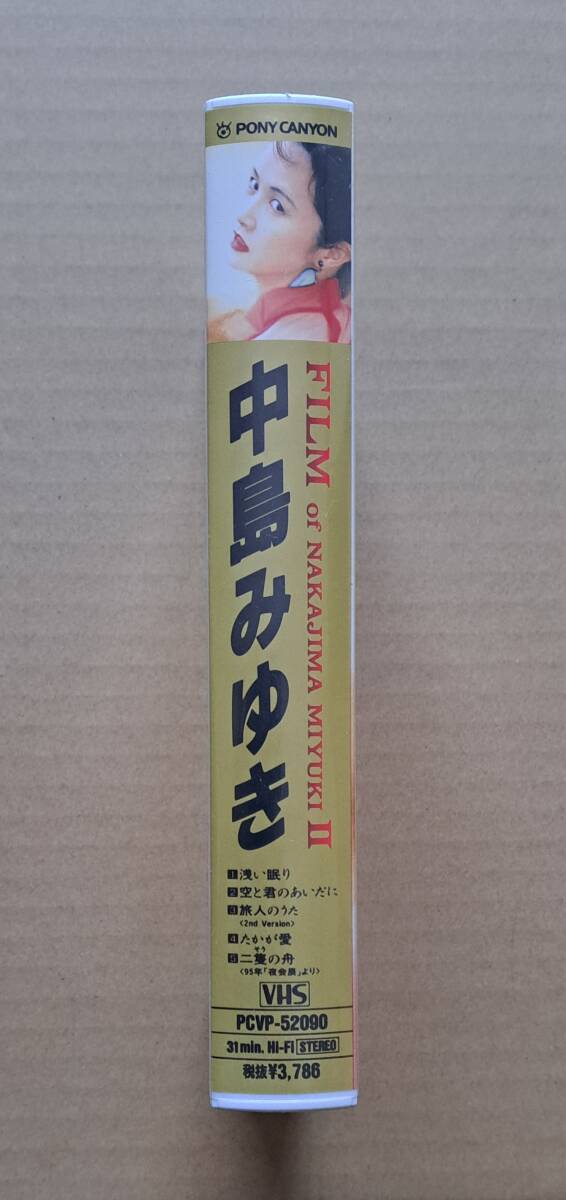 PONY CANYON
FILM of NAKAJIMA MIYUKI II
中島みゆき
1 浅い眠り
2 空と君のあいだに
3 旅人のうた
<2nd Version>
4 たかが愛
そう
5 二隻の舟
<95年「夜会展」より>
VHS
PCVP-52090
31min. Hi-Fi STEREO
税抜¥3,786